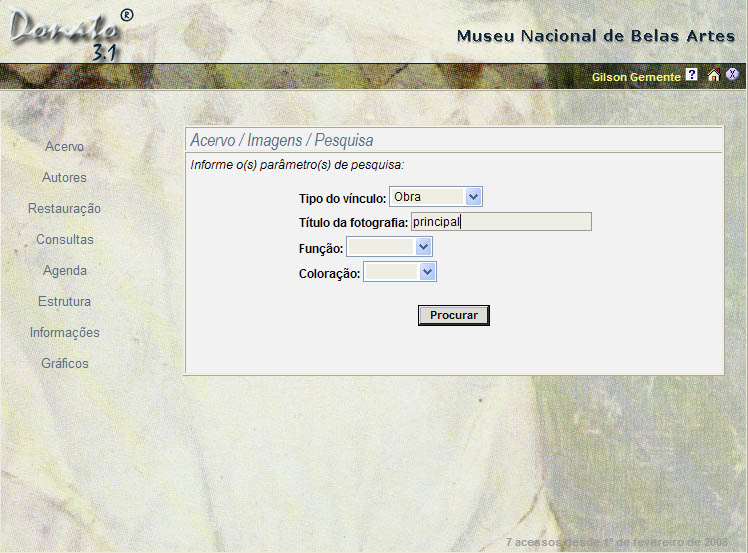 Donato ®
3.1
Museu Nacional de Belas Artes
Gilson Gemente ? X
Acervo
Autores
Restauração
Consultas
Agenda
Estrutura
Informações
Gráficos
Acervo / Imagens / Pesquisa
Informe o(s) parâmetro(s) de pesquisa:
Tipo do vínculo: Obra
Título da fotografia: principal
Função:
Coloração:
Procurar
7 acessos desde 1º de fevereiro de 2008